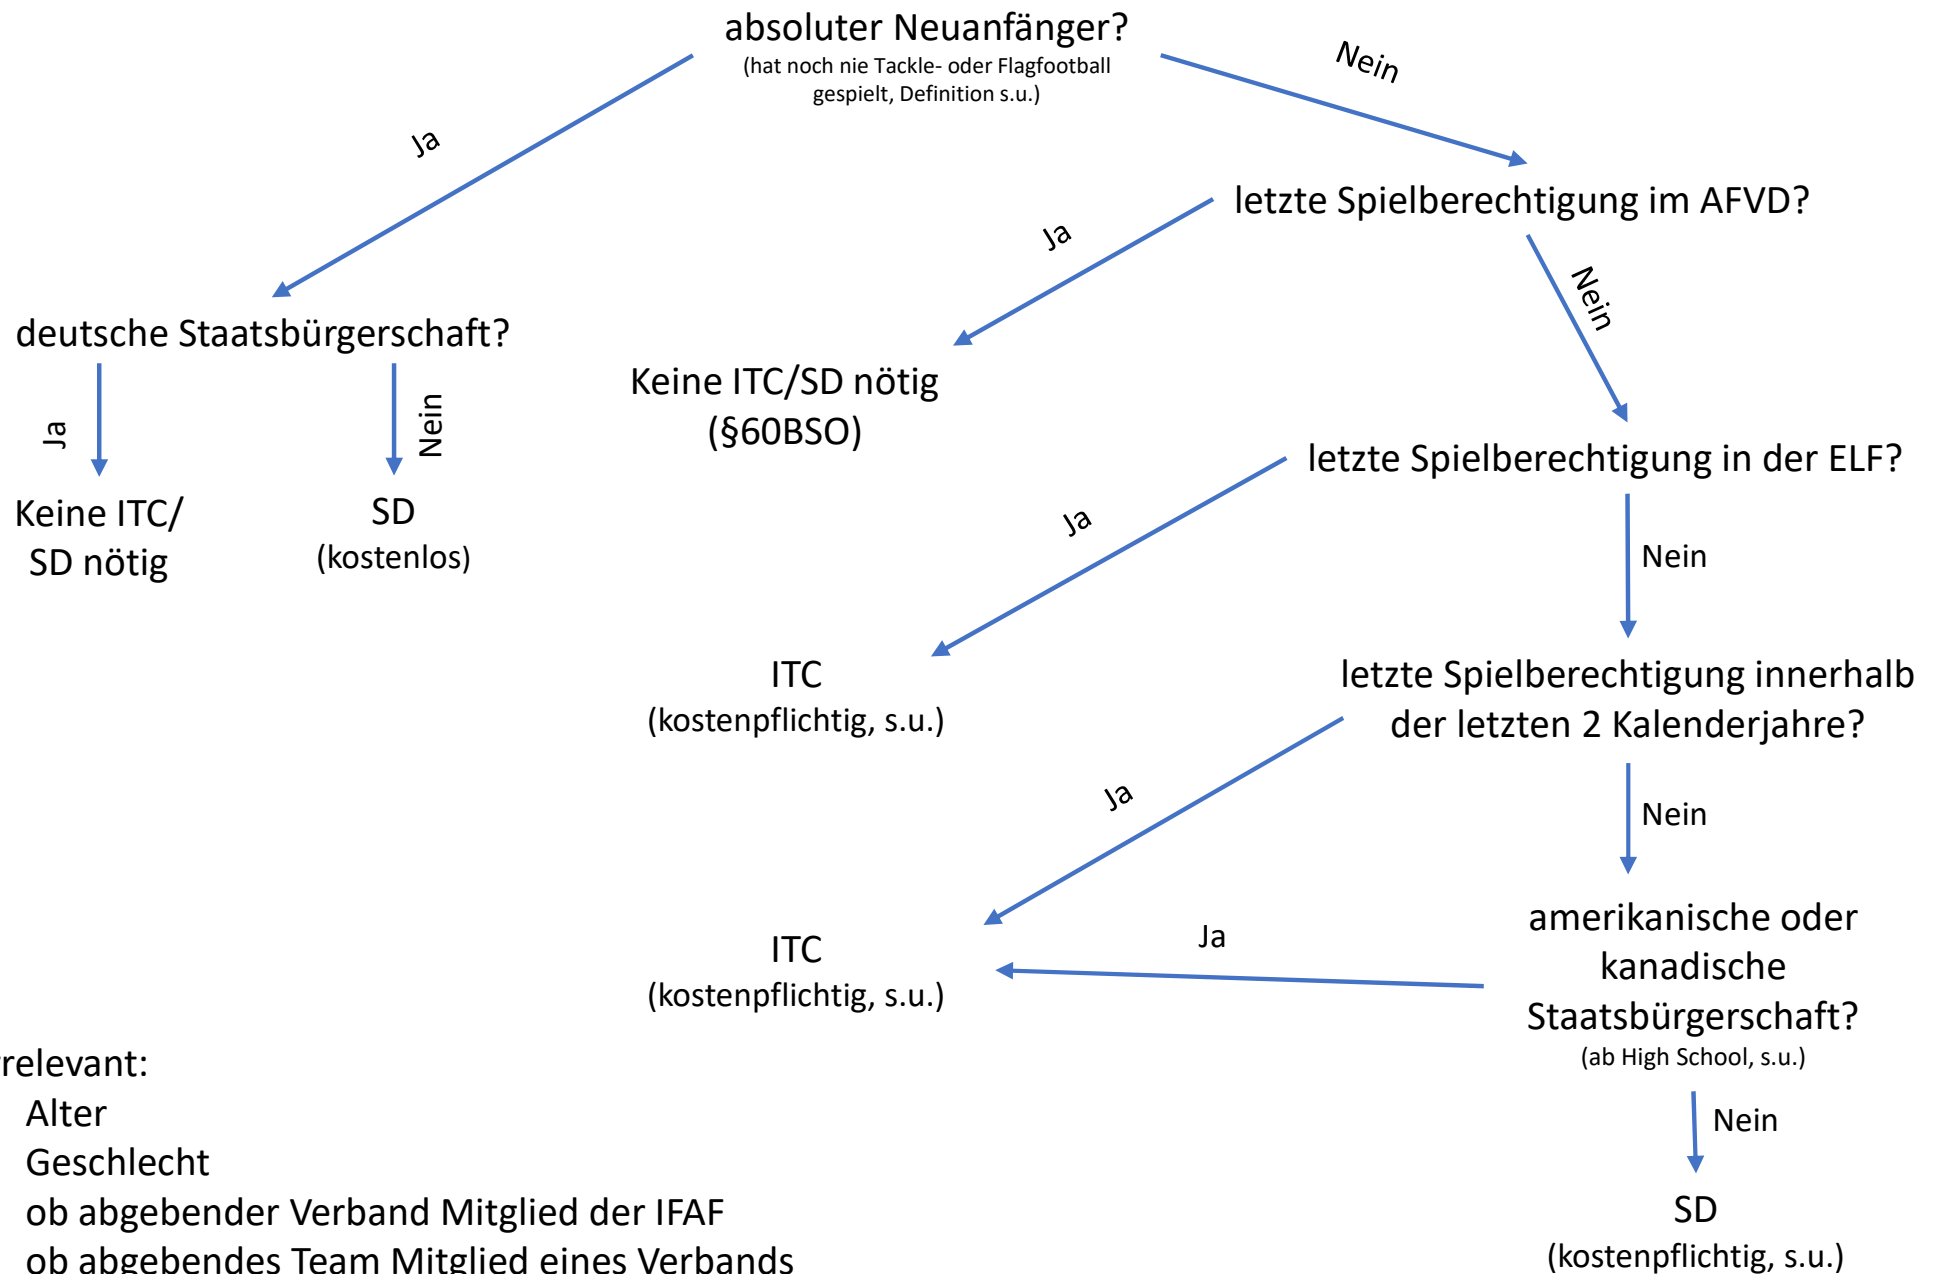 absoluter Neuanfänger?
(hat noch nie Tackle- oder Flagfootball
gespielt, Definition s.u.)
Nein
Ja
letzte Spielberechtigung im AFVD?
Ja
Nein
deutsche Staatsbürgerschaft?
Ja
Nein
Keine ITC/SD nötig
(§60BSO)
letzte Spielberechtigung in der ELF?
Keine ITC/
SD nötig
SD
(kostenlos)
Ja
Nein
ITC
(kostenpflichtig, s.u.)
letzte Spielberechtigung innerhalb
der letzten 2 Kalenderjahre?
Ja
Nein
ITC
(kostenpflichtig, s.u.)
Ja
amerikanische oder
kanadische
Staatsbürgerschaft?
(ab High School, s.u.)
Nein
SD
(kostenpflichtig, s.u.)
rrelevant:
Alter
Geschlecht
ob abgebender Verband Mitglied der IFAF
ob abgebendes Team Mitglied eines Verbands